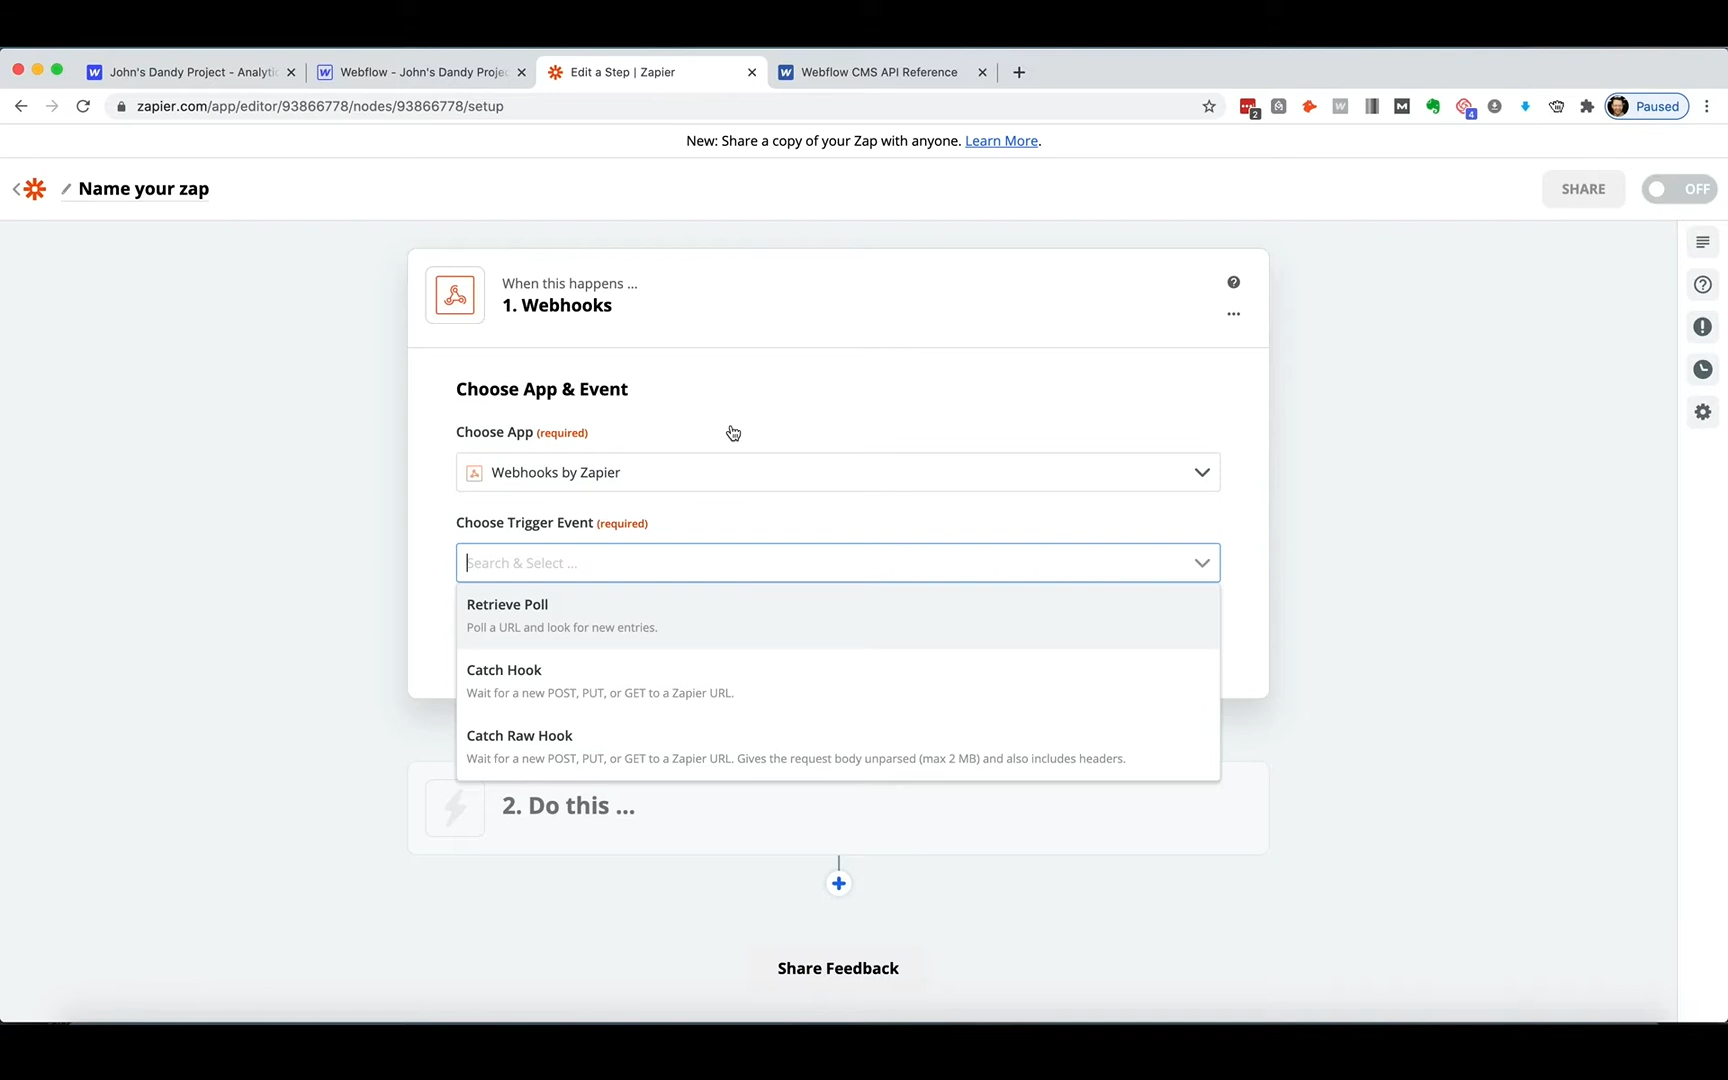 John's Dandy Project - Analytic
Webflow - John's Dandy Projec
Edit a Step | Zapier
Webflow CMS API Reference
zapier.com/app/editor/93866778/nodes/93866778/setup
2
4
Paused
New: Share a copy of your Zap with anyone. Learn More.
Name your zap
SHARE
OFF
When this happens ...
1. Webhooks
Choose App & Event
Choose App (required)
Webhooks by Zapier
Choose Trigger Event (required)
Search & Select ...
Retrieve Poll
Poll a URL and look for new entries.
Catch Hook
Wait for a new POST, PUT, or GET to a Zapier URL.
Catch Raw Hook
Wait for a new POST, PUT, or GET to a Zapier URL. Gives the request body unparsed (max 2 MB) and also includes headers.
2. Do this ...
Share Feedback